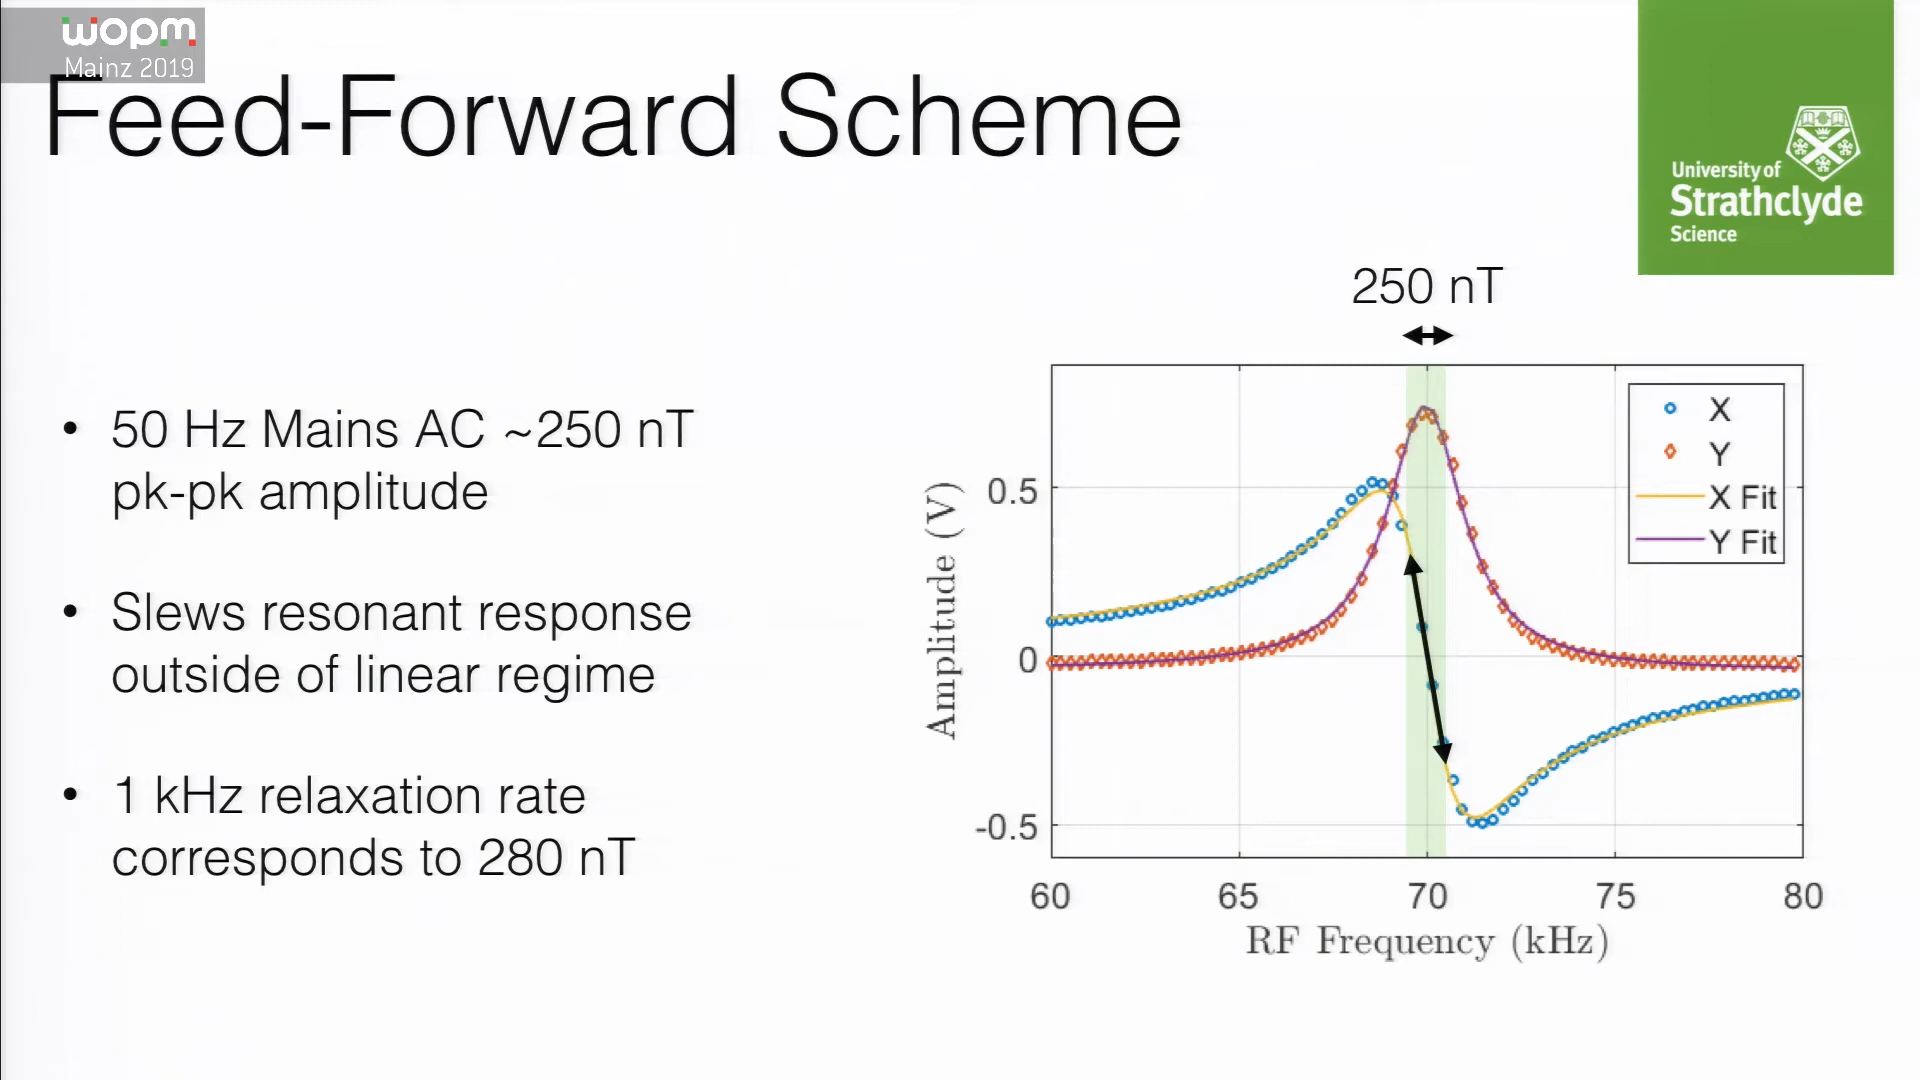 wopm
Mainz 2019
Feed-Forward Scheme
University of
Strathclyde
Science
• 50 Hz Mains AC ~250 nT
pk-pk amplitude
• Slews resonant response
outside of linear regime
• 1 kHz relaxation rate
corresponds to 280 nT
250 nT
X
Y
X Fit
Y Fit
Amplitude (V)
0.5
0
-0.5
60 65 70 75 80
RF Frequency (kHz)